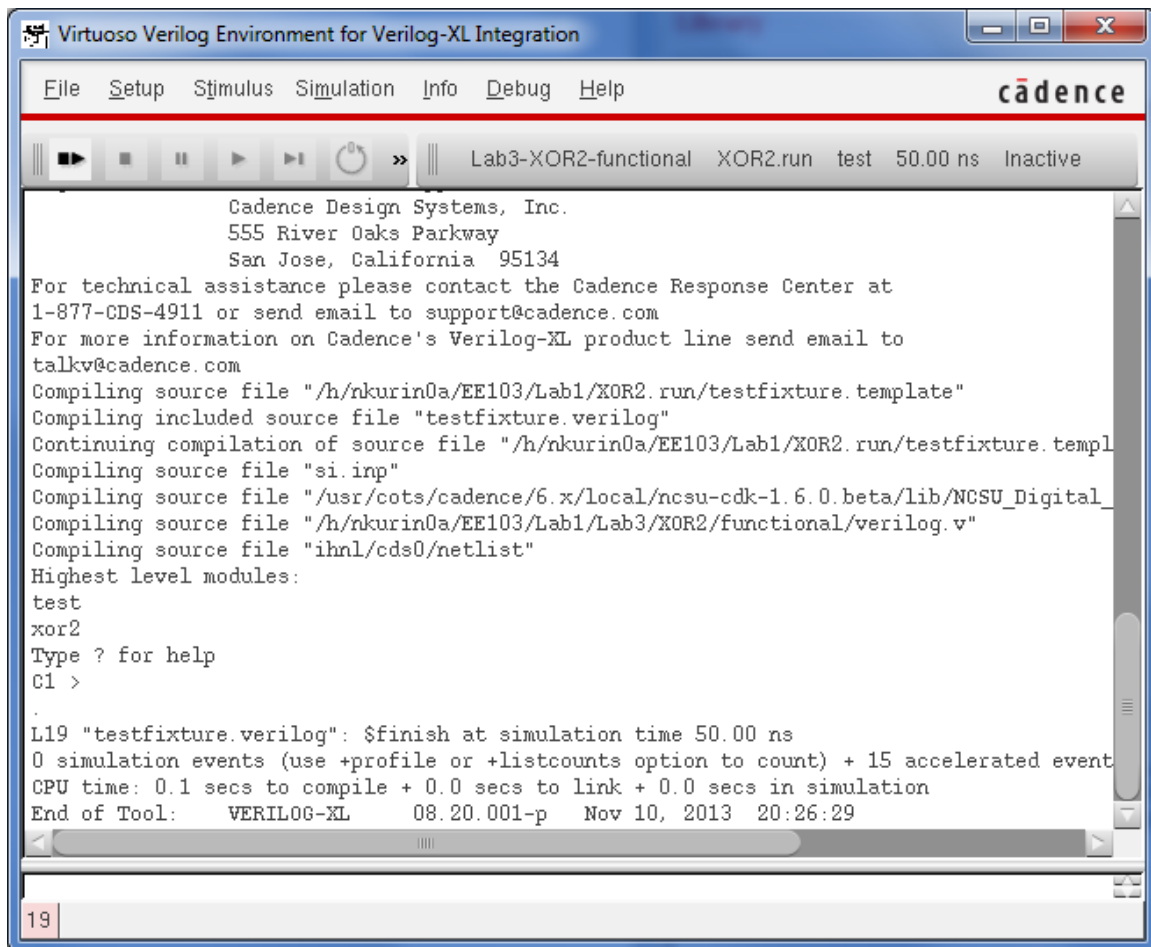 Virtuoso Verilog Environment for Verilog-XL Integration
File Setup Stimulus Simulation Info Debug Help cādence
» Lab3-XOR2-functional XOR2.run test 50.00 ns Inactive
Cadence Design Systems, Inc.
555 River Oaks Parkway
San Jose, California 95134
For technical assistance please contact the Cadence Response Center at
1-877-CDS-4911 or send email to support@cadence.com
For more information on Cadence's Verilog-XL product line send email to
talkv@cadence.com
Compiling source file "/h/nkurin0a/EE103/Lab1/XOR2.run/testfixture.template"
Compiling included source file "testfixture.verilog"
Continuing compilation of source file "/h/nkurin0a/EE103/Lab1/XOR2.run/testfixture.templ
Compiling source file "si.inp"
Compiling source file "/usr/cots/cadence/6.x/local/ncsu-cdk-1.6.0.beta/lib/NCSU_Digital_
Compiling source file "/h/nkurin0a/EE103/Lab1/Lab3/XOR2/functional/verilog.v"
Compiling source file "ihnl/cds0/netlist"
Highest level modules:
test
xor2
Type ? for help
C1 >
.
L19 "testfixture.verilog": $finish at simulation time 50.00 ns
0 simulation events (use +profile or +listcounts option to count) + 15 accelerated event
CPU time: 0.1 secs to compile + 0.0 secs to link + 0.0 secs in simulation
End of Tool: VERILOG-XL 08.20.001-p Nov 10, 2013 20:26:29
19